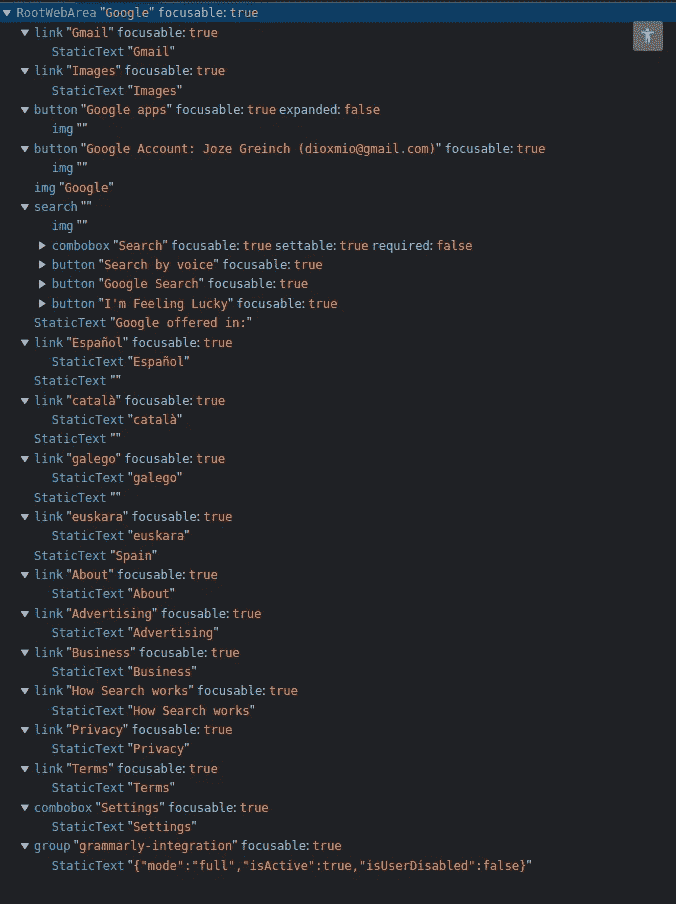 RootWebArea "Google" focusable: true
link "Gmail" focusable: true
StaticText "Gmail"
link "Images" focusable: true
StaticText "Images"
button "Google apps" focusable: true expanded: false
img ""
button "Google Account: Joze Greinch (dioxmio@gmail.com)" focusable: true
img ""
img "Google"
search ""
img ""
combobox "Search" focusable: true settable: true required: false
button "Search by voice" focusable: true
button "Google Search" focusable: true
button "I'm Feeling Lucky" focusable: true
StaticText "Google offered in:"
link "Español" focusable: true
StaticText "Español"
StaticText ""
link "català" focusable: true
StaticText "català"
StaticText ""
link "galego" focusable: true
StaticText "galego"
StaticText ""
link "euskara" focusable: true
StaticText "euskara"
StaticText "Spain"
link "About" focusable: true
StaticText "About"
link "Advertising" focusable: true
StaticText "Advertising"
link "Business" focusable: true
StaticText "Business"
link "How Search works" focusable: true
StaticText "How Search works"
link "Privacy" focusable: true
StaticText "Privacy"
link "Terms" focusable: true
StaticText "Terms"
combobox "Settings" focusable: true
StaticText "Settings"
group "grammarly-integration" focusable: true
StaticText "{"mode":"full","isActive":true,"isUserDisabled":false}"